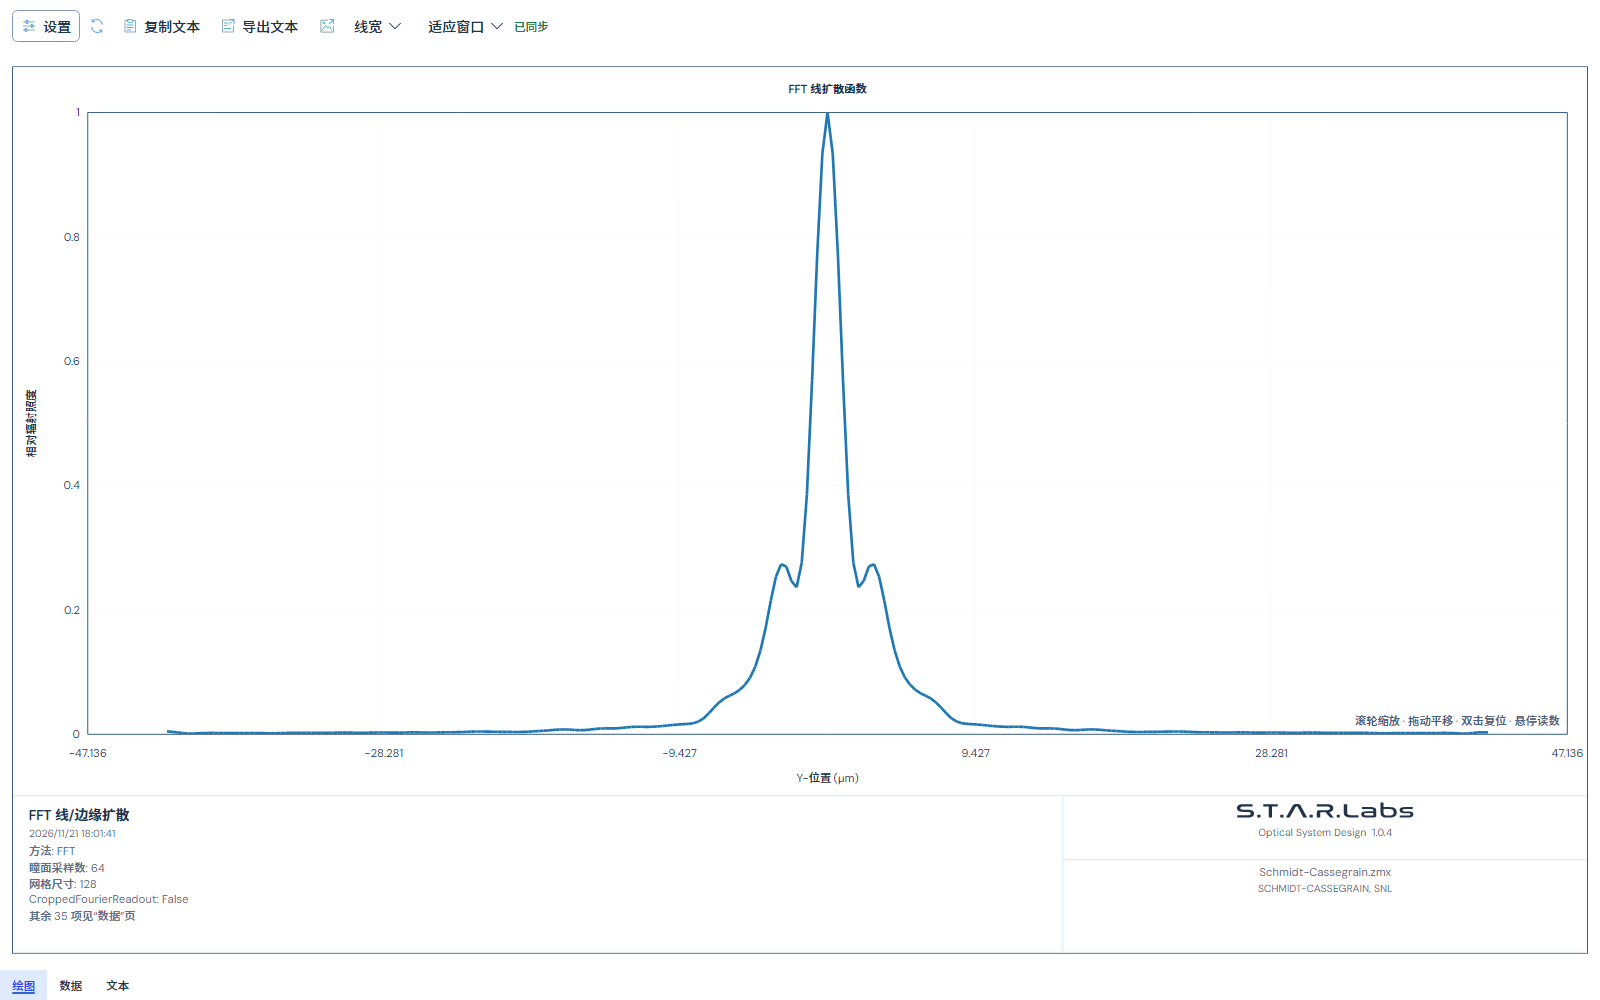 设置 复制文本 导出文本 线宽 适应窗口 已同步
FFT 线扩散函数
1
0.8
0.6
0.4
0.2
0
相对辐射照度
-47.136 -28.281 -9.427 9.427 28.281 47.136
滚轮缩放 · 拖动平移 · 双击复位 · 悬停读数
Y-位置 (μm)
FFT 线/边缘扩散
2026/11/21 18:01:41
方法: FFT
瞳面采样数: 64
网格尺寸: 128
CroppedFourierReadout: False
其余 35 项见“数据”页
S.T.A.R.Labs
Optical System Design 1.0.4
Schmidt-Cassegrain.zmx
SCHMIDT-CASSEGRAIN, SNL
绘图 数据 文本